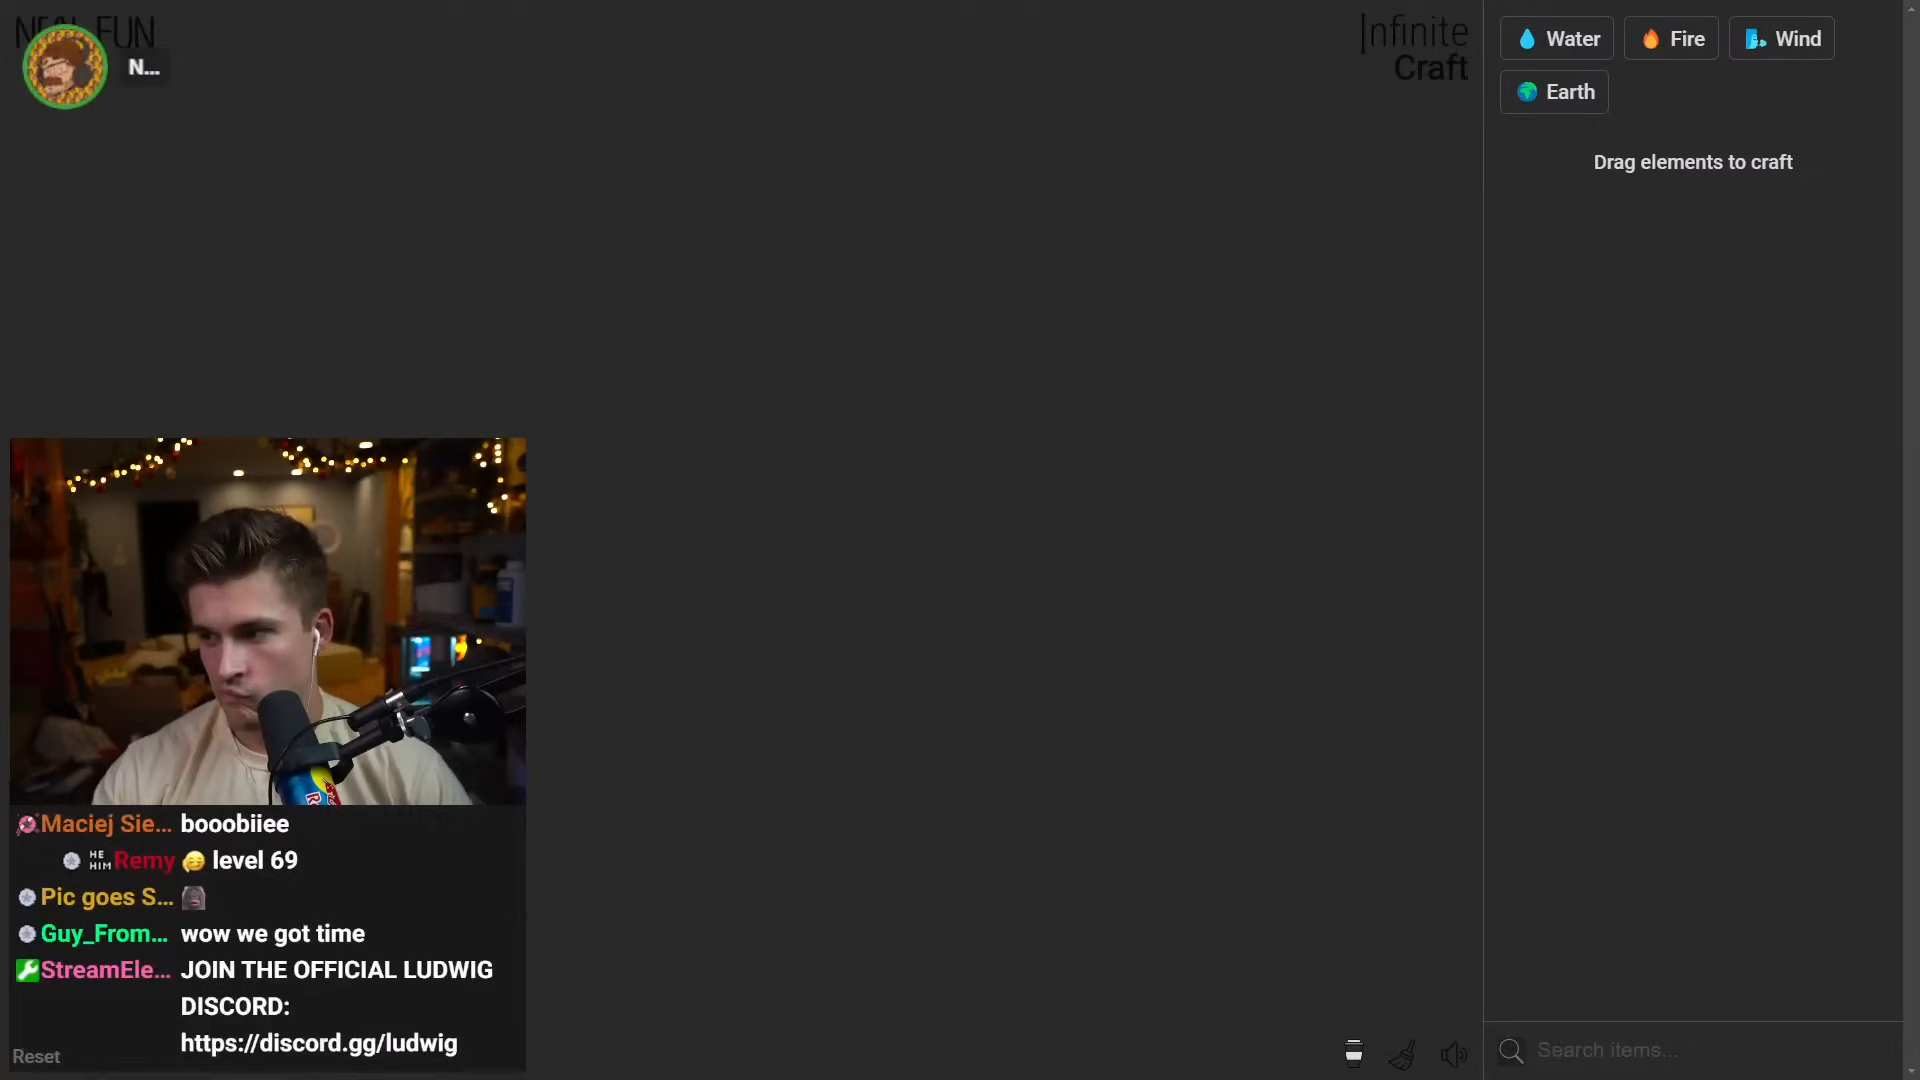 Infinite
Craft
N...
Water
Fire
Wind
Earth
Drag elements to craft
Maciej Sie... booobiiee
HE HIM Remy level 69
Pic goes S...
Guy_From... wow we got time
StreamEle... JOIN THE OFFICIAL LUDWIG
DISCORD:
https://discord.gg/ludwig
Reset
Search items...